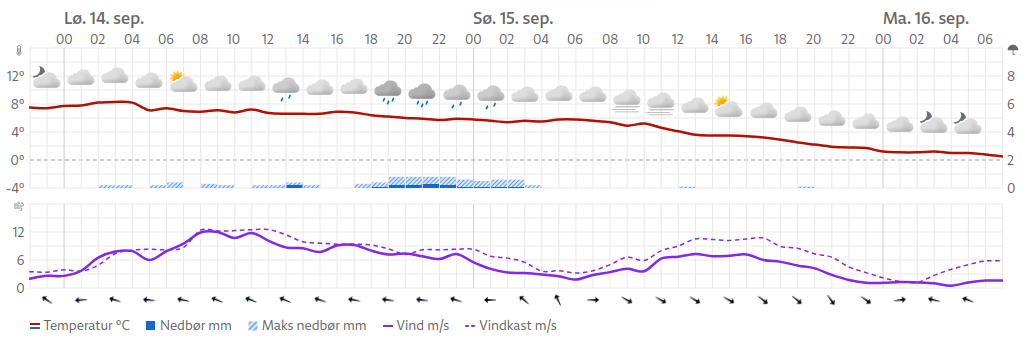 Lø. 14. sep. Sø. 15. sep. Ma. 16. sep.
00 02 04 06 08 10 12 14 16 18 20 22 00 02 04 06 08 10 12 14 16 18 20 22 00 02 04 06
12° 8
8° 6
4° 4
0° 2
-4° 0
12
6
0
Temperatur °C Nedbør mm Maks nedbør mm Vind m/s Vindkast m/s